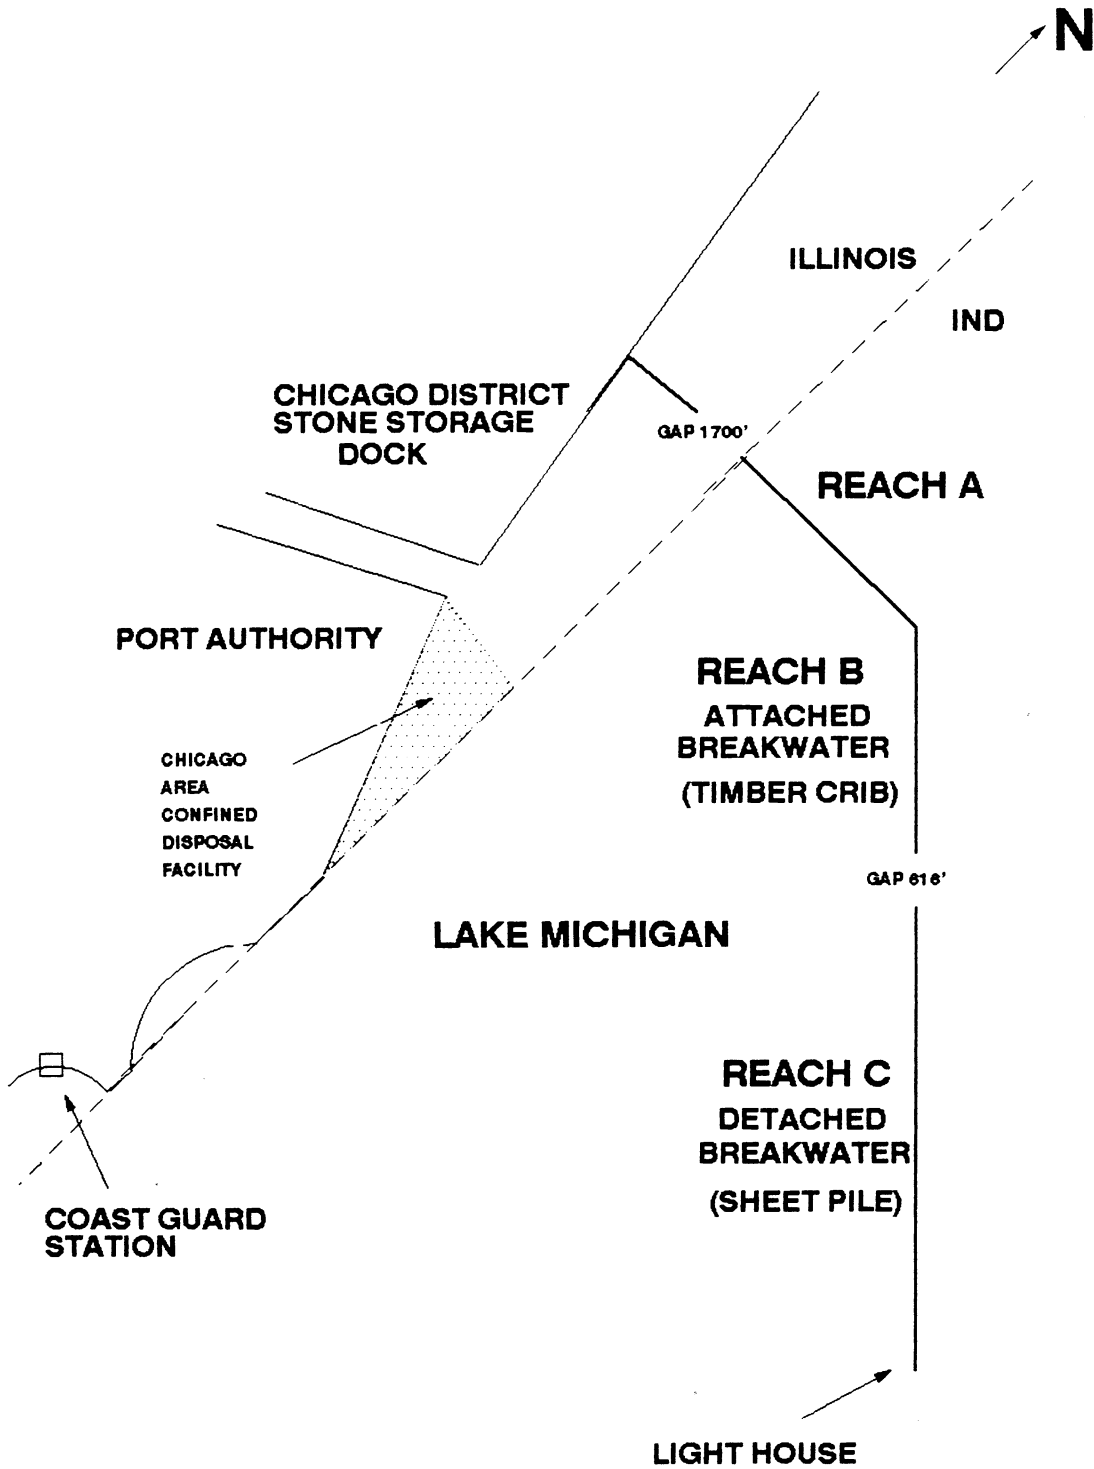 N
ILLINOIS
IND
CHICAGO DISTRICT
STONE STORAGE
DOCK
GAP 1700'
REACH A
PORT AUTHORITY
REACH B
ATTACHED
BREAKWATER
(TIMBER CRIB)
CHICAGO
AREA
CONFINED
DISPOSAL
FACILITY
GAP 616'
LAKE MICHIGAN
REACH C
DETACHED
BREAKWATER
(SHEET PILE)
COAST GUARD
STATION
LIGHT HOUSE